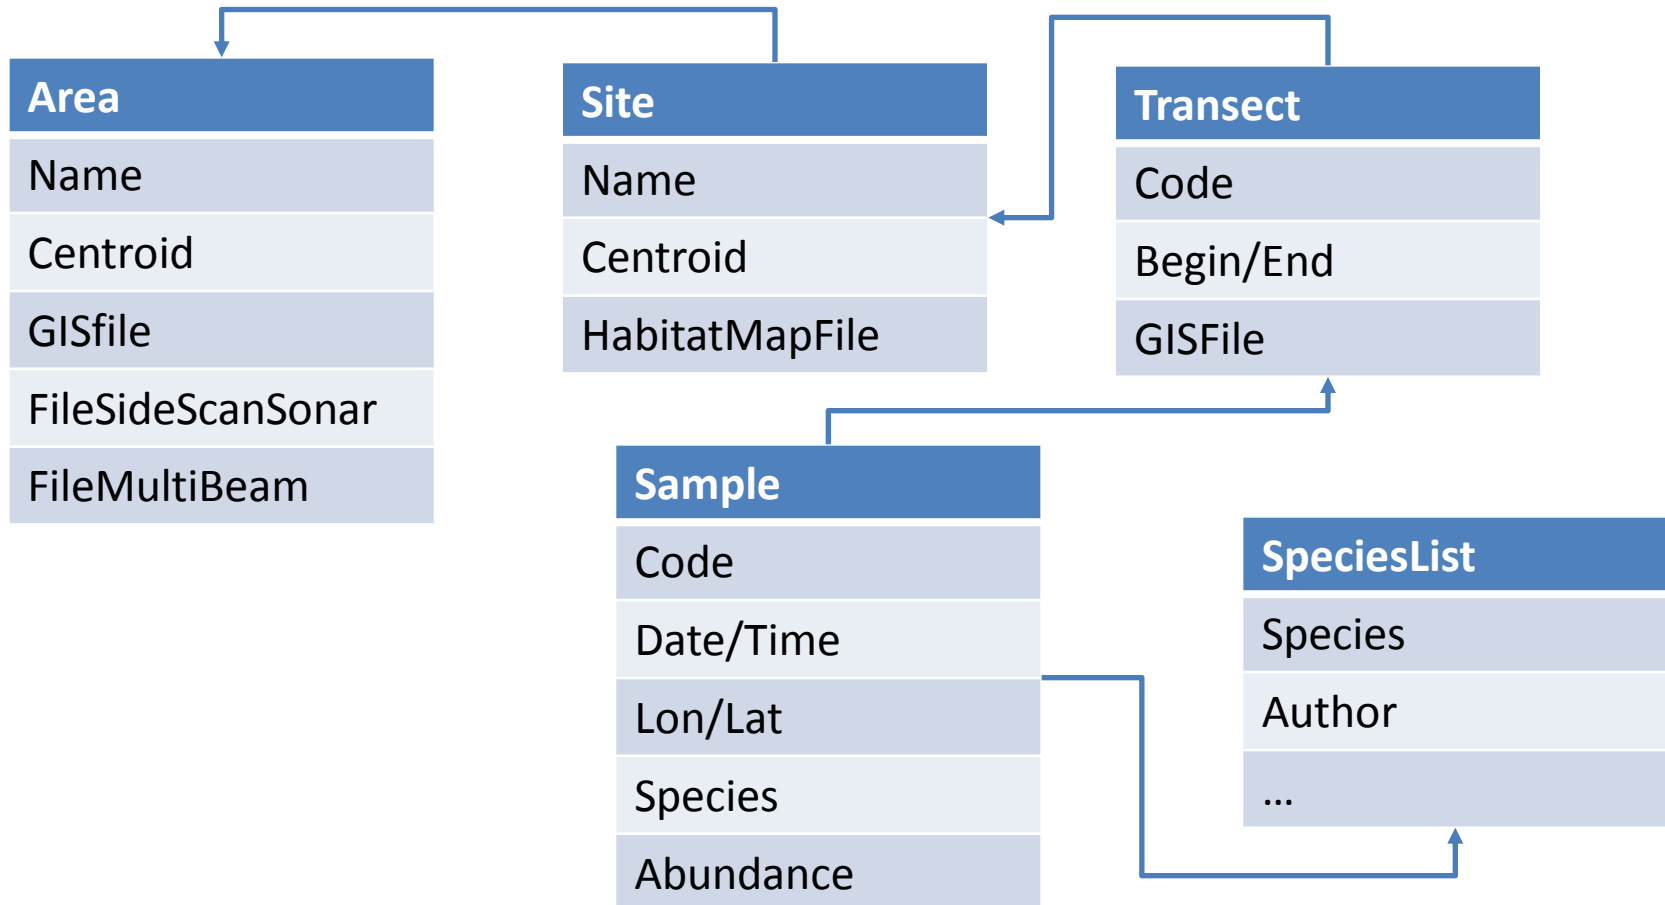 Area
Name
Centroid
GISfile
FileSideScanSonar
FileMultiBeam
Site
Name
Centroid
HabitatMapFile
Transect
Code
Begin/End
GISFile
Sample
Code
Date/Time
Lon/Lat
Species
Abundance
SpeciesList
Species
Author
...